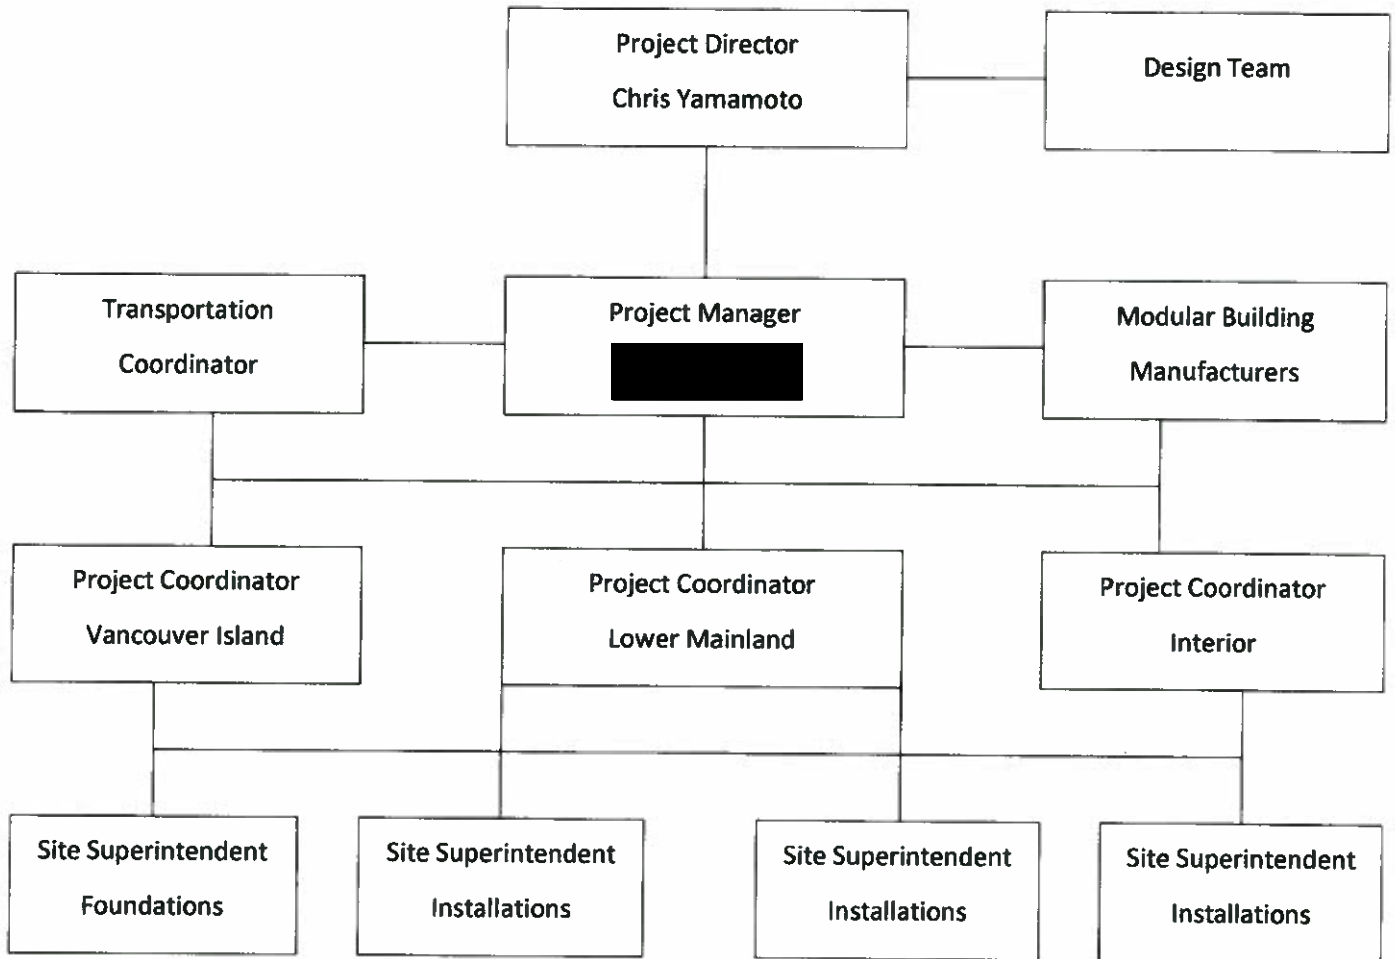 Project Director
Chris Yamamoto
Design Team
Transportation
Coordinator
Project Manager
Modular Building
Manufacturers
Project Coordinator
Vancouver Island
Project Coordinator
Lower Mainland
Project Coordinator
Interior
Site Superintendent
Foundations
Site Superintendent
Installations
Site Superintendent
Installations
Site Superintendent
Installations